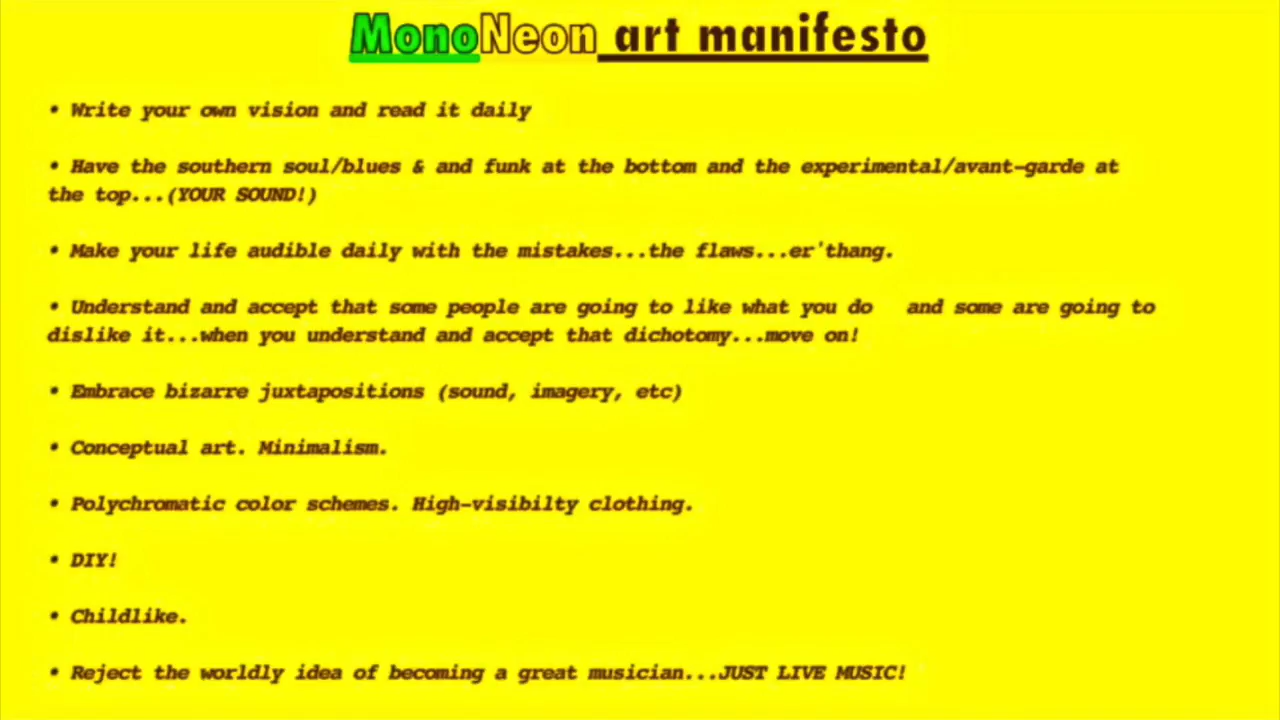 MonoNeon art manifesto
• Write your own vision and read it daily
• Have the southern soul/blues & and funk at the bottom and the experimental/avant-garde at
the top...(YOUR SOUND!)
• Make your life audible daily with the mistakes...the flaws...er'thang.
• Understand and accept that some people are going to like what you do and some are going to
dislike it...when you understand and accept that dichotomy...move on!
• Embrace bizarre juxtapositions (sound, imagery, etc)
• Conceptual art. Minimalism.
• Polychromatic color schemes. High-visibilty clothing.
• DIY!
• Childlike.
• Reject the worldly idea of becoming a great musician...JUST LIVE MUSIC!